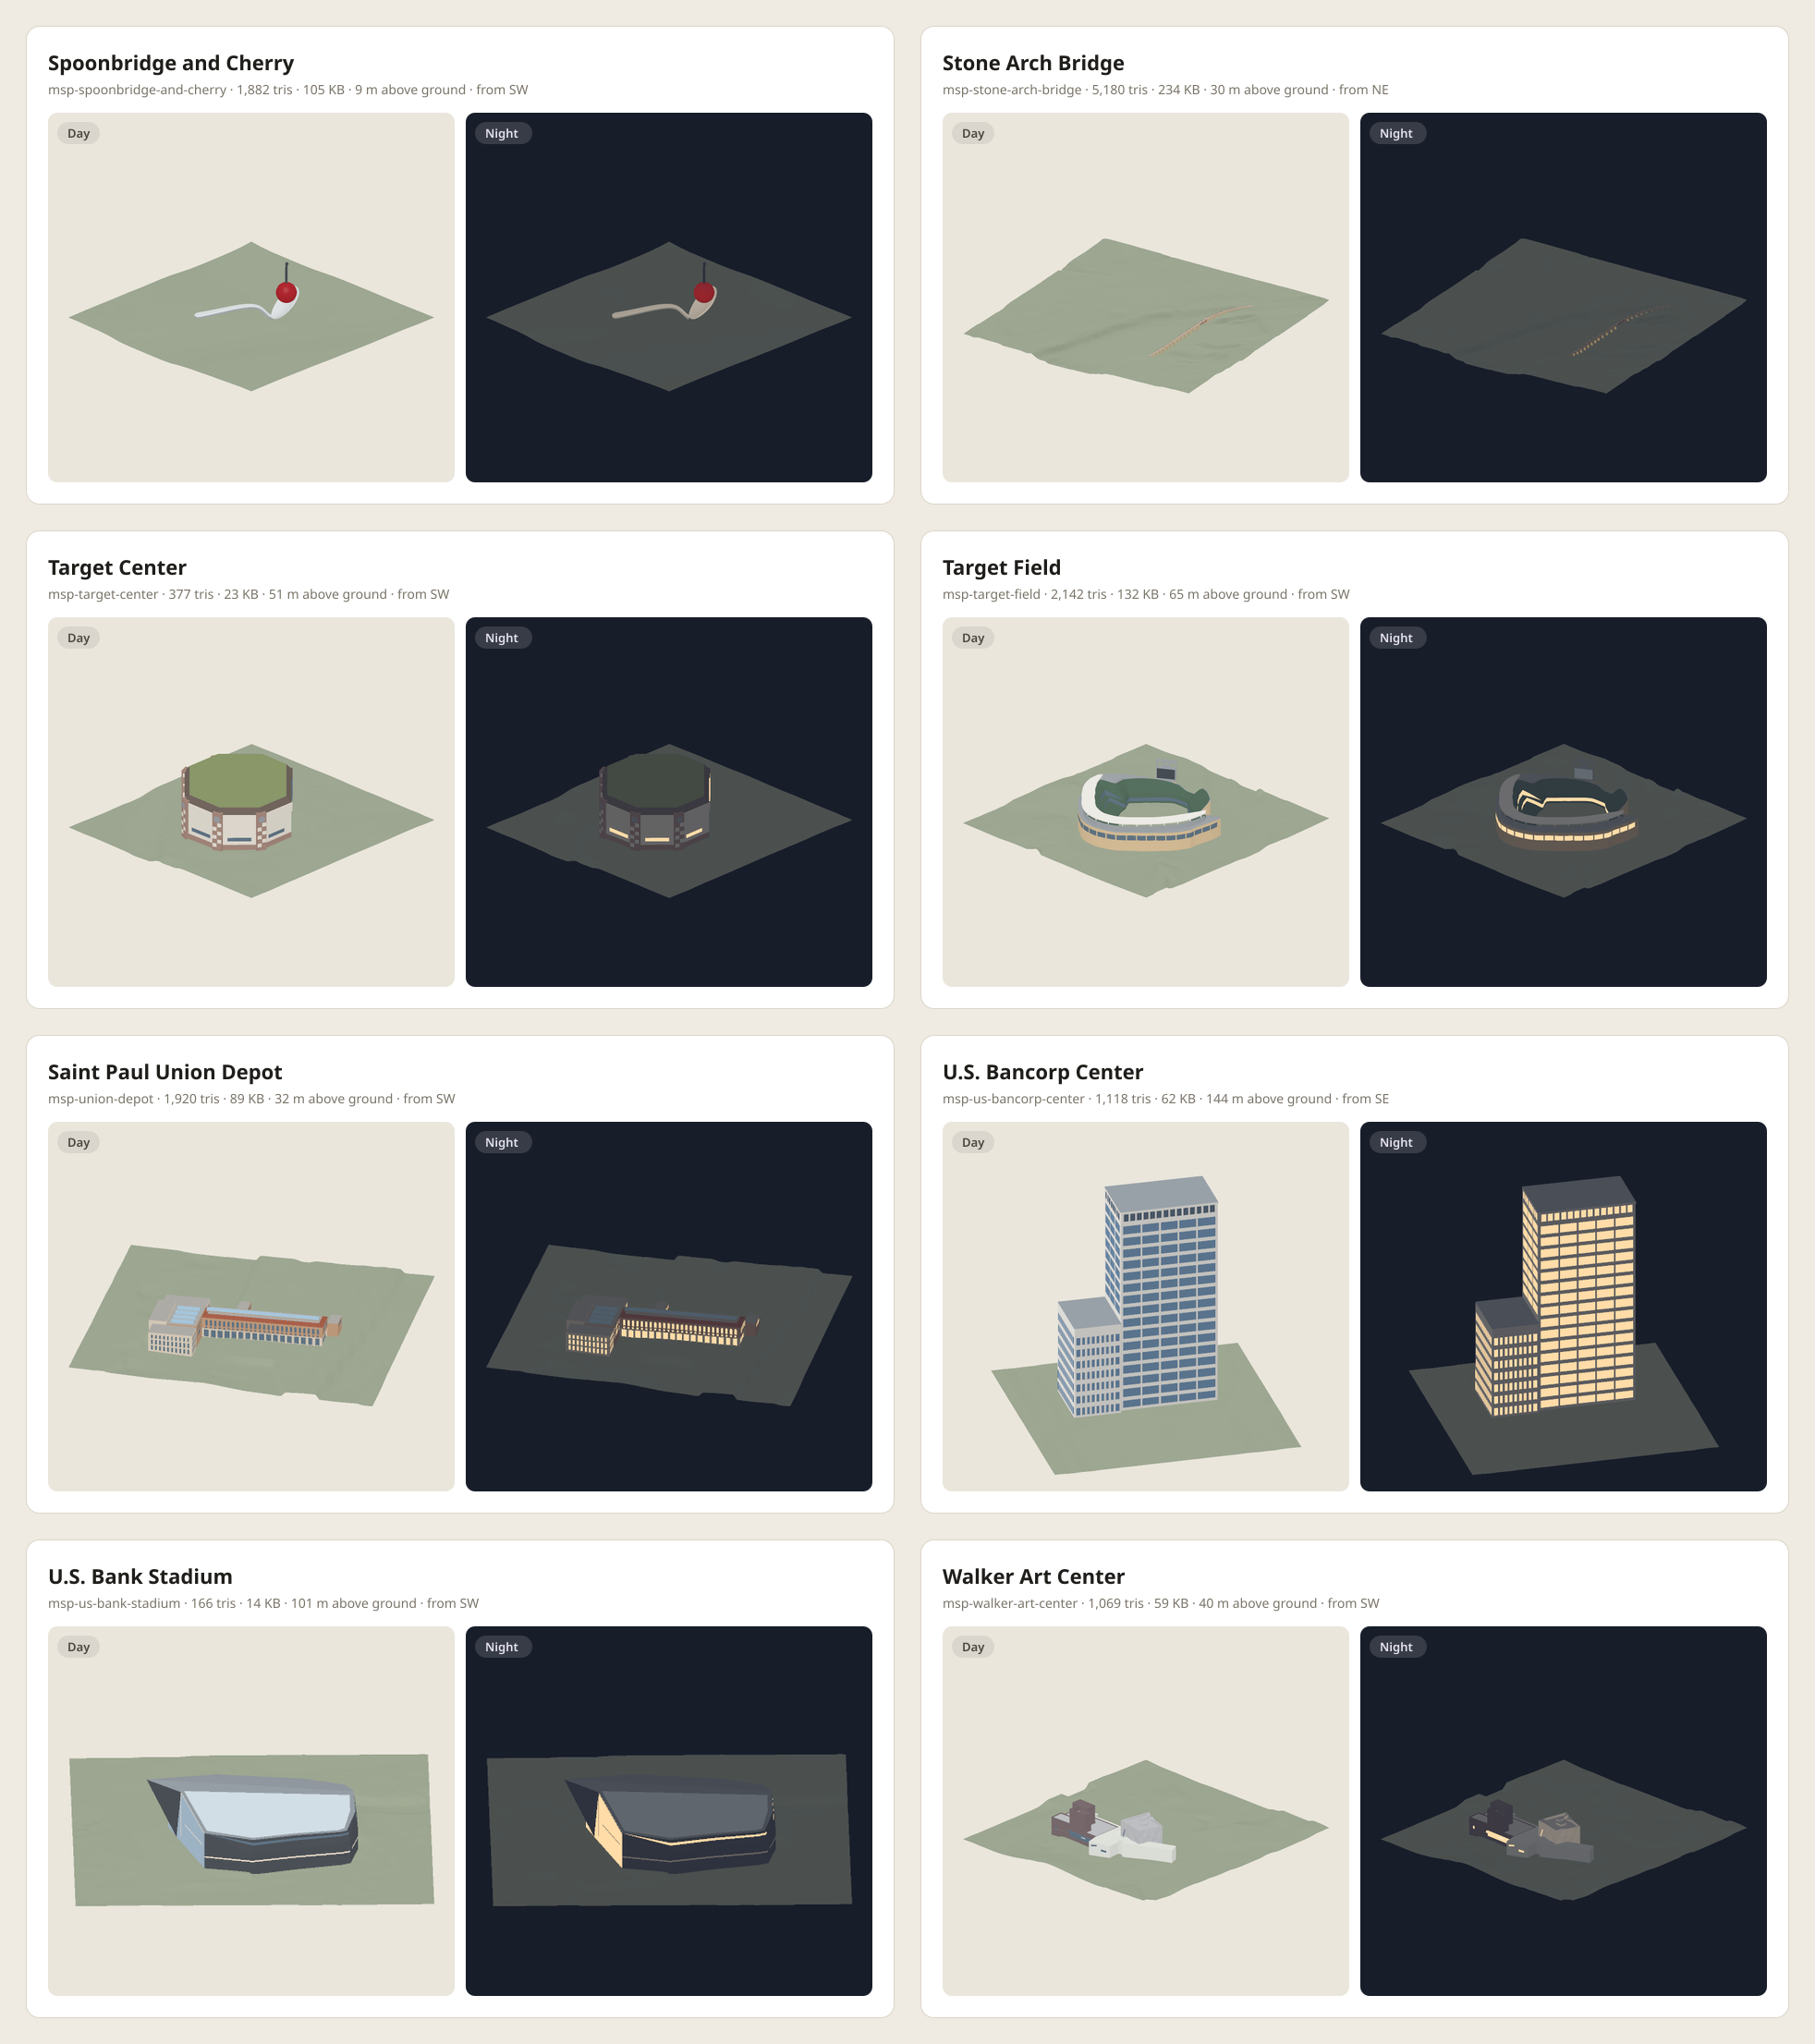 Spoonbridge and Cherry
msp-spoonbridge-and-cherry · 1,882 tris · 105 KB · 9 m above ground · from SW
Day
Night
Stone Arch Bridge
msp-stone-arch-bridge · 5,180 tris · 234 KB · 30 m above ground · from NE
Day
Night
Target Center
msp-target-center · 377 tris · 23 KB · 51 m above ground · from SW
Day
Night
Target Field
msp-target-field · 2,142 tris · 132 KB · 65 m above ground · from SW
Day
Night
Saint Paul Union Depot
msp-union-depot · 1,920 tris · 89 KB · 32 m above ground · from SW
Day
Night
U.S. Bancorp Center
msp-us-bancorp-center · 1,118 tris · 62 KB · 144 m above ground · from SE
Day
Night
U.S. Bank Stadium
msp-us-bank-stadium · 166 tris · 14 KB · 101 m above ground · from SW
Day
Night
Walker Art Center
msp-walker-art-center · 1,069 tris · 59 KB · 40 m above ground · from SW
Day
Night